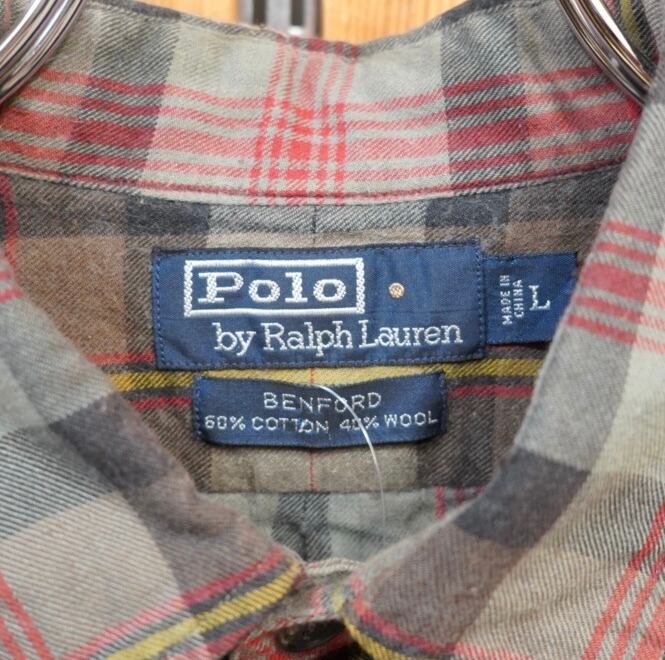 Polo
by Ralph Lauren
MADE IN
CHINA
L
BENFORD
60% COTTON 40% WOOL